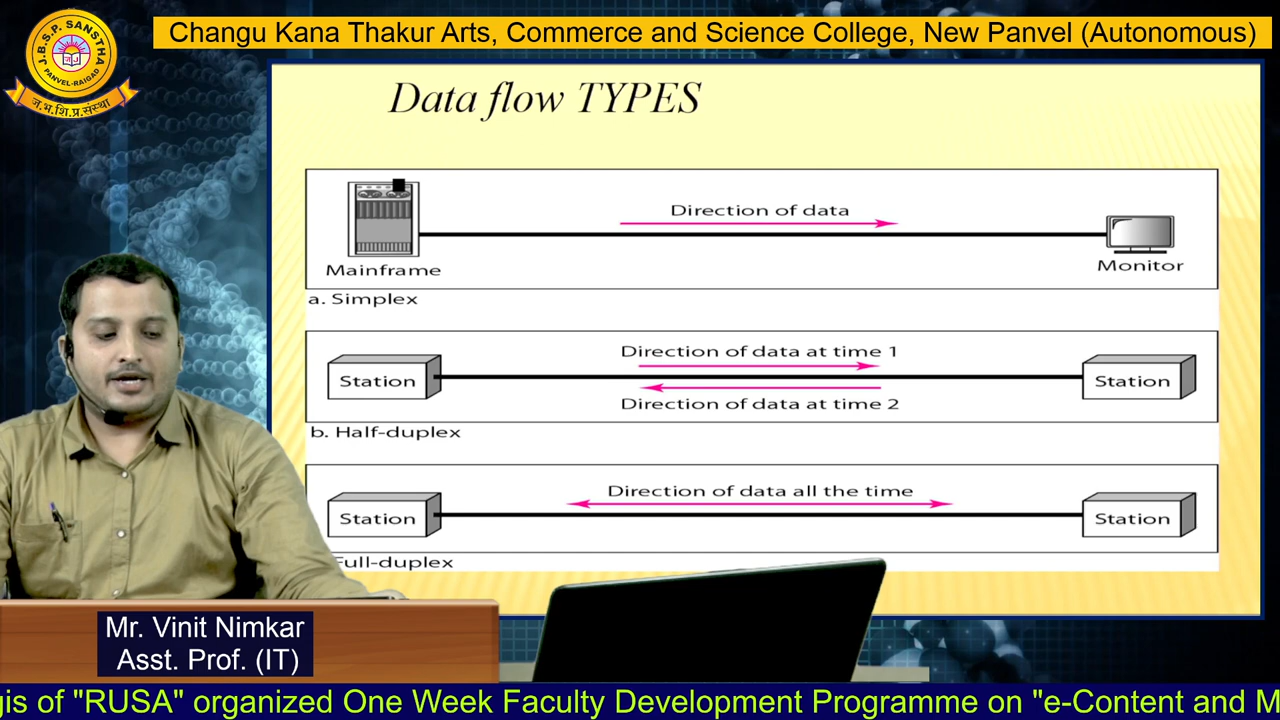 Changu Kana Thakur Arts, Commerce and Science College, New Panvel (Autonomous)
J.B.S.P. SANSTHA
PANVEL-RAIGAD
ज.भ.शि.प्र.संस्था
Data flow TYPES
Direction of data
Mainframe
Monitor
a. Simplex
Direction of data at time 1
Station
Station
Direction of data at time 2
b. Half-duplex
Direction of data all the time
Station
Station
Full-duplex
Mr. Vinit Nimkar
Asst. Prof. (IT)
gis of "RUSA" organized One Week Faculty Development Programme on "e-Content and M